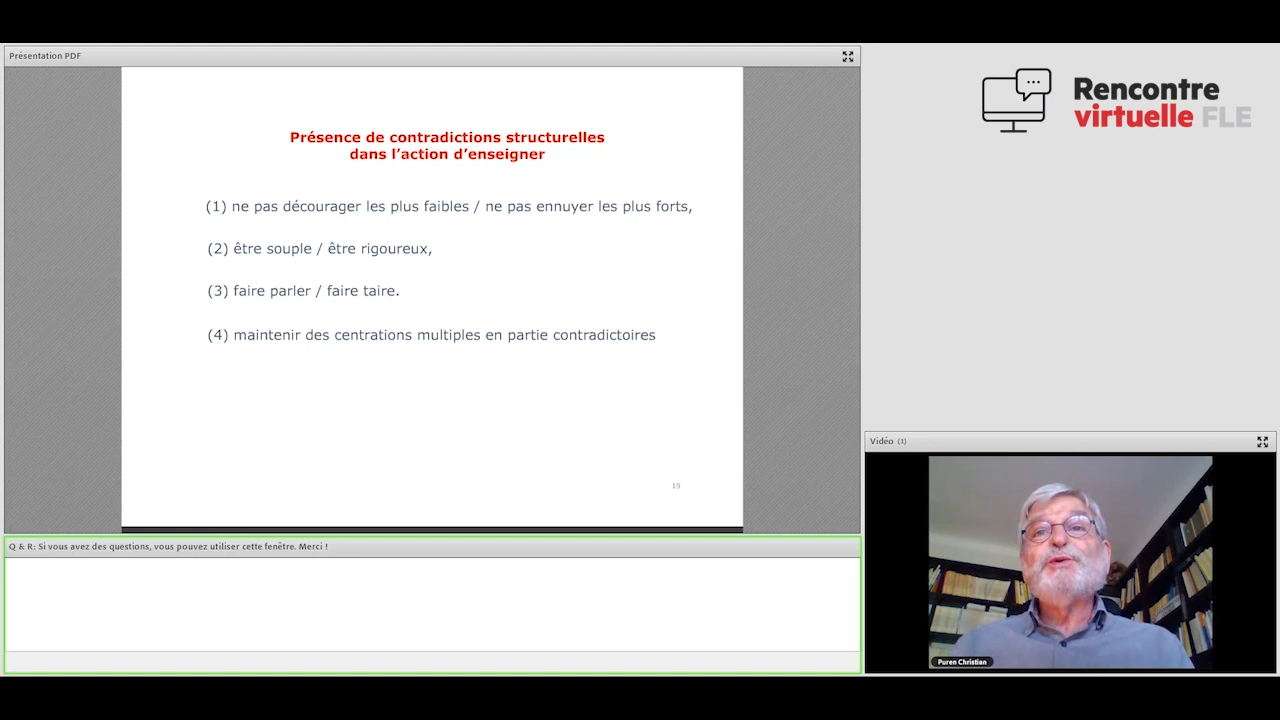 Présentation PDF
Présence de contradictions structurelles
dans l’action d’enseigner
(1) ne pas décourager les plus faibles / ne pas ennuyer les plus forts,
(2) être souple / être rigoureux,
(3) faire parler / faire taire.
(4) maintenir des centrations multiples en partie contradictoires
19
Q & R: Si vous avez des questions, vous pouvez utiliser cette fenêtre. Merci !
Rencontre
virtuelle FLE
Vidéo (1)
Puren Christian